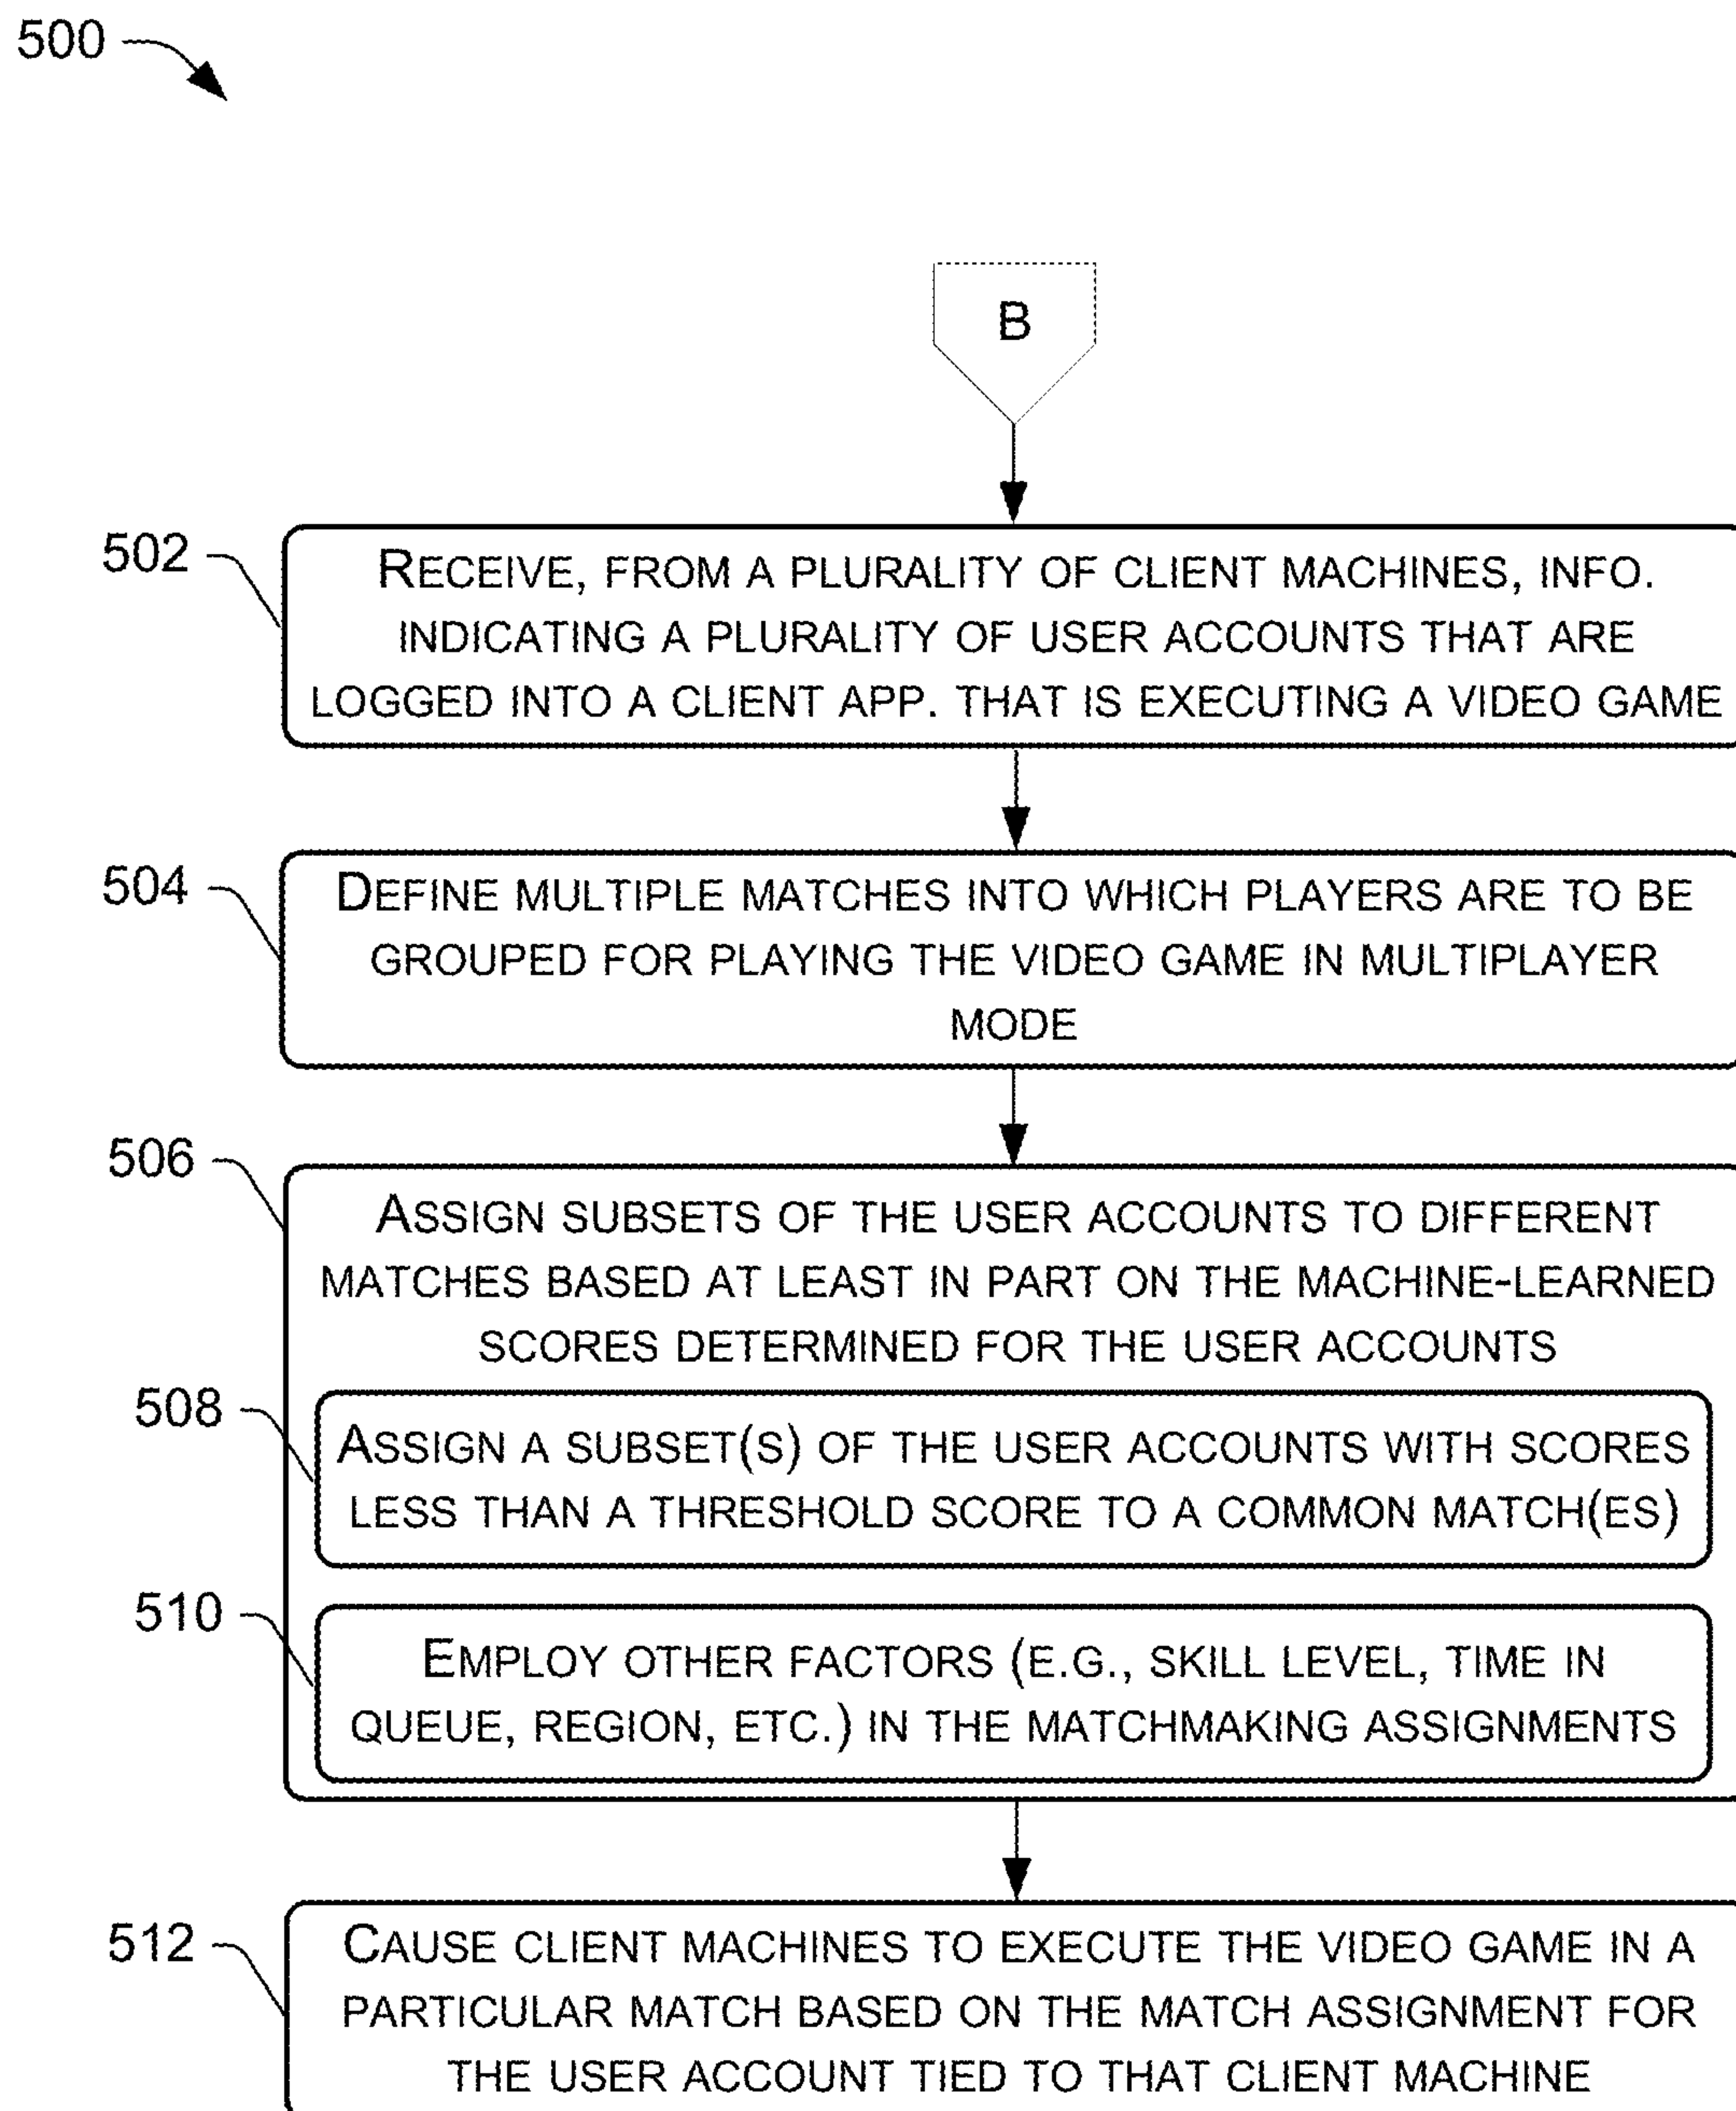 500
B
502
RECEIVE, FROM A PLURALITY OF CLIENT MACHINES, INFO.
INDICATING A PLURALITY OF USER ACCOUNTS THAT ARE
LOGGED INTO A CLIENT APP. THAT IS EXECUTING A VIDEO GAME
504
DEFINE MULTIPLE MATCHES INTO WHICH PLAYERS ARE TO BE
GROUPED FOR PLAYING THE VIDEO GAME IN MULTIPLAYER
MODE
506
ASSIGN SUBSETS OF THE USER ACCOUNTS TO DIFFERENT
MATCHES BASED AT LEAST IN PART ON THE MACHINE-LEARNED
SCORES DETERMINED FOR THE USER ACCOUNTS
508
ASSIGN A SUBSET(S) OF THE USER ACCOUNTS WITH SCORES
LESS THAN A THRESHOLD SCORE TO A COMMON MATCH(ES)
510
EMPLOY OTHER FACTORS (E.G., SKILL LEVEL, TIME IN
QUEUE, REGION, ETC.) IN THE MATCHMAKING ASSIGNMENTS
512
CAUSE CLIENT MACHINES TO EXECUTE THE VIDEO GAME IN A
PARTICULAR MATCH BASED ON THE MATCH ASSIGNMENT FOR
THE USER ACCOUNT TIED TO THAT CLIENT MACHINE